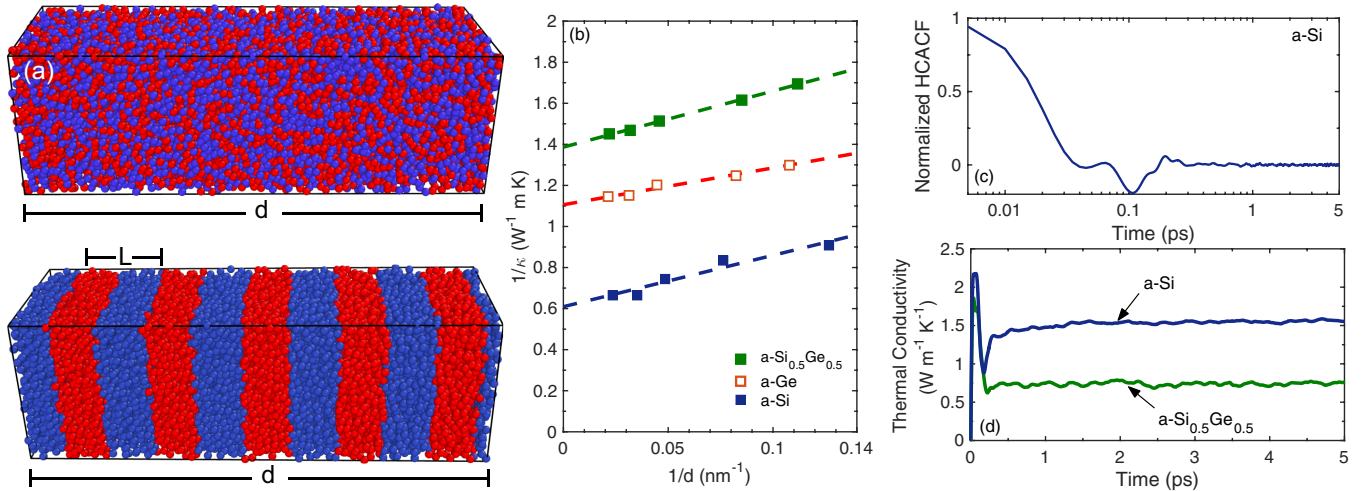 (a)
d
L
d
(b)
1/κ (W⁻¹ m K)
2
1.8
1.6
1.4
1.2
1
0.8
0.6
0.4
0.2
0
a-Si₀.₅Ge₀.₅
a-Ge
a-Si
0
0.05
0.1
0.14
1/d (nm⁻¹)
Normalized HCACF
1
0.5
0
a-Si
(c)
0.01
0.1
1
5
Time (ps)
Thermal Conductivity
(W m⁻¹ K⁻¹)
2.5
2
1.5
1
0.5
0
a-Si
a-Si₀.₅Ge₀.₅
(d)
0
1
2
3
4
5
Time (ps)